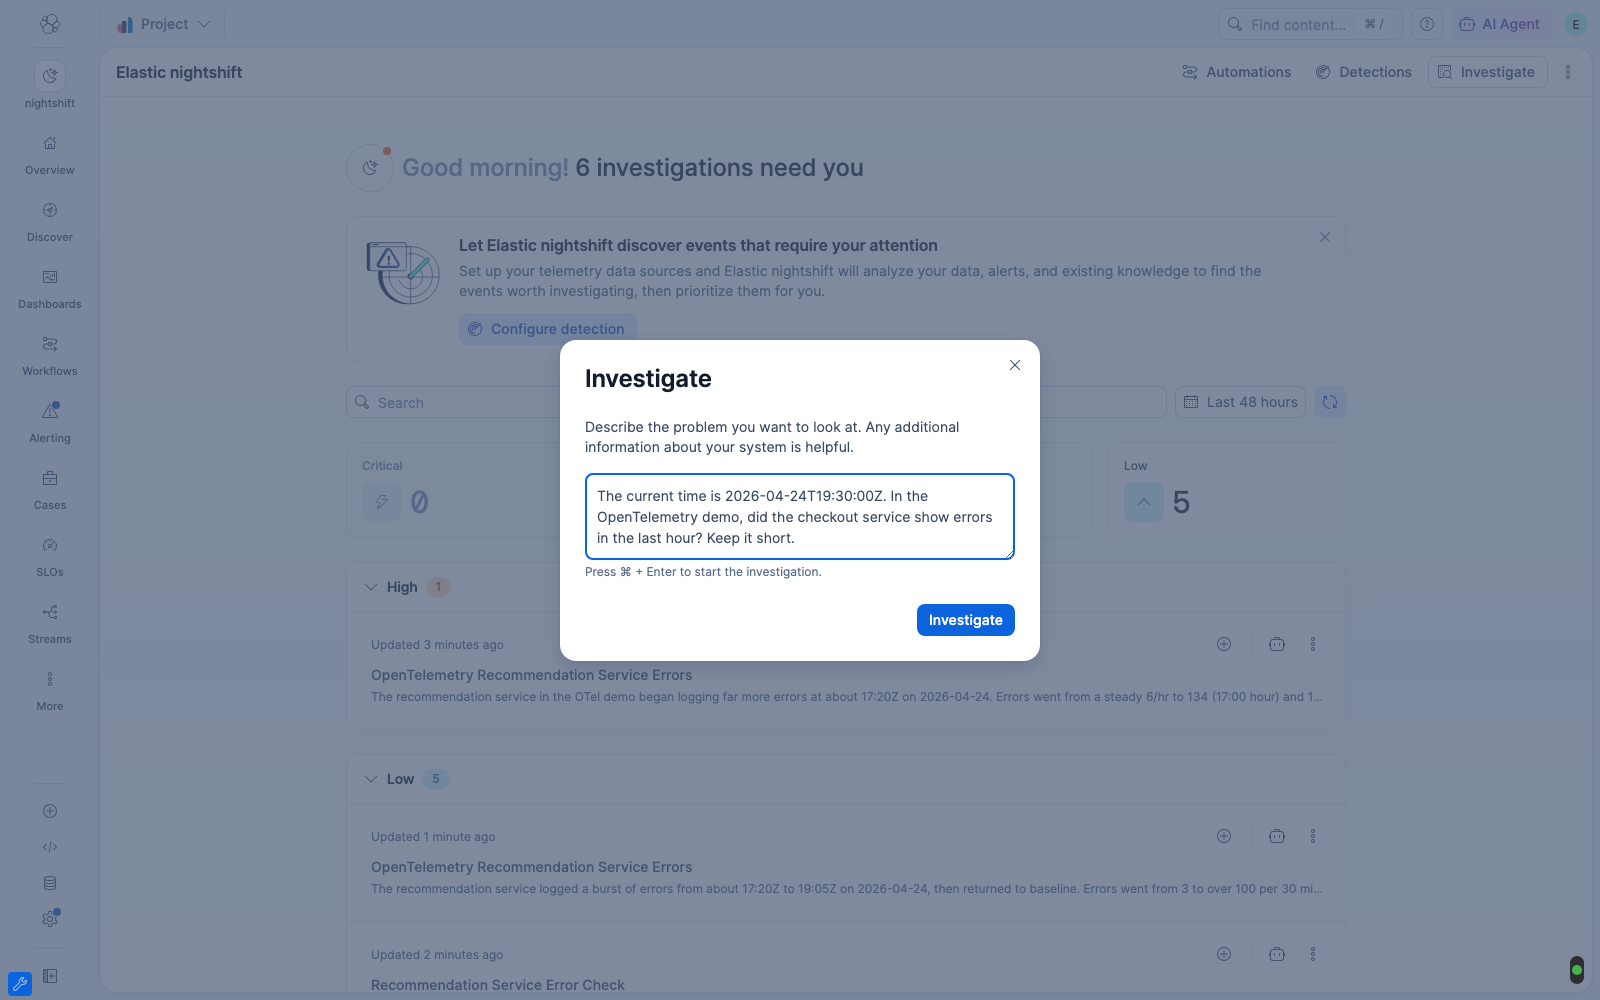 Project
Find content...
⌘ /
AI Agent
E
Elastic nightshift
Automations
Detections
Investigate
nightshift
Overview
Discover
Dashboards
Workflows
Alerting
Cases
SLOs
Streams
More
Good morning! 6 investigations need you
Let Elastic nightshift discover events that require your attention
Set up your telemetry data sources and Elastic nightshift will analyze your data, alerts, and existing knowledge to find the
events worth investigating, then prioritize them for you.
Configure detection
Search
Last 48 hours
Critical
0
Low
5
Investigate
Describe the problem you want to look at. Any additional
information about your system is helpful.
The current time is 2026-04-24T19:30:00Z. In the
OpenTelemetry demo, did the checkout service show errors
in the last hour? Keep it short.
Press ⌘ + Enter to start the investigation.
Investigate
High 1
Updated 3 minutes ago
OpenTelemetry Recommendation Service Errors
The recommendation service in the OTel demo began logging far more errors at about 17:20Z on 2026-04-24. Errors went from a steady 6/hr to 134 (17:00 hour) and 1...
Low 5
Updated 1 minute ago
OpenTelemetry Recommendation Service Errors
The recommendation service logged a burst of errors from about 17:20Z to 19:05Z on 2026-04-24, then returned to baseline. Errors went from 3 to over 100 per 30 mi...
Updated 2 minutes ago
Recommendation Service Error Check